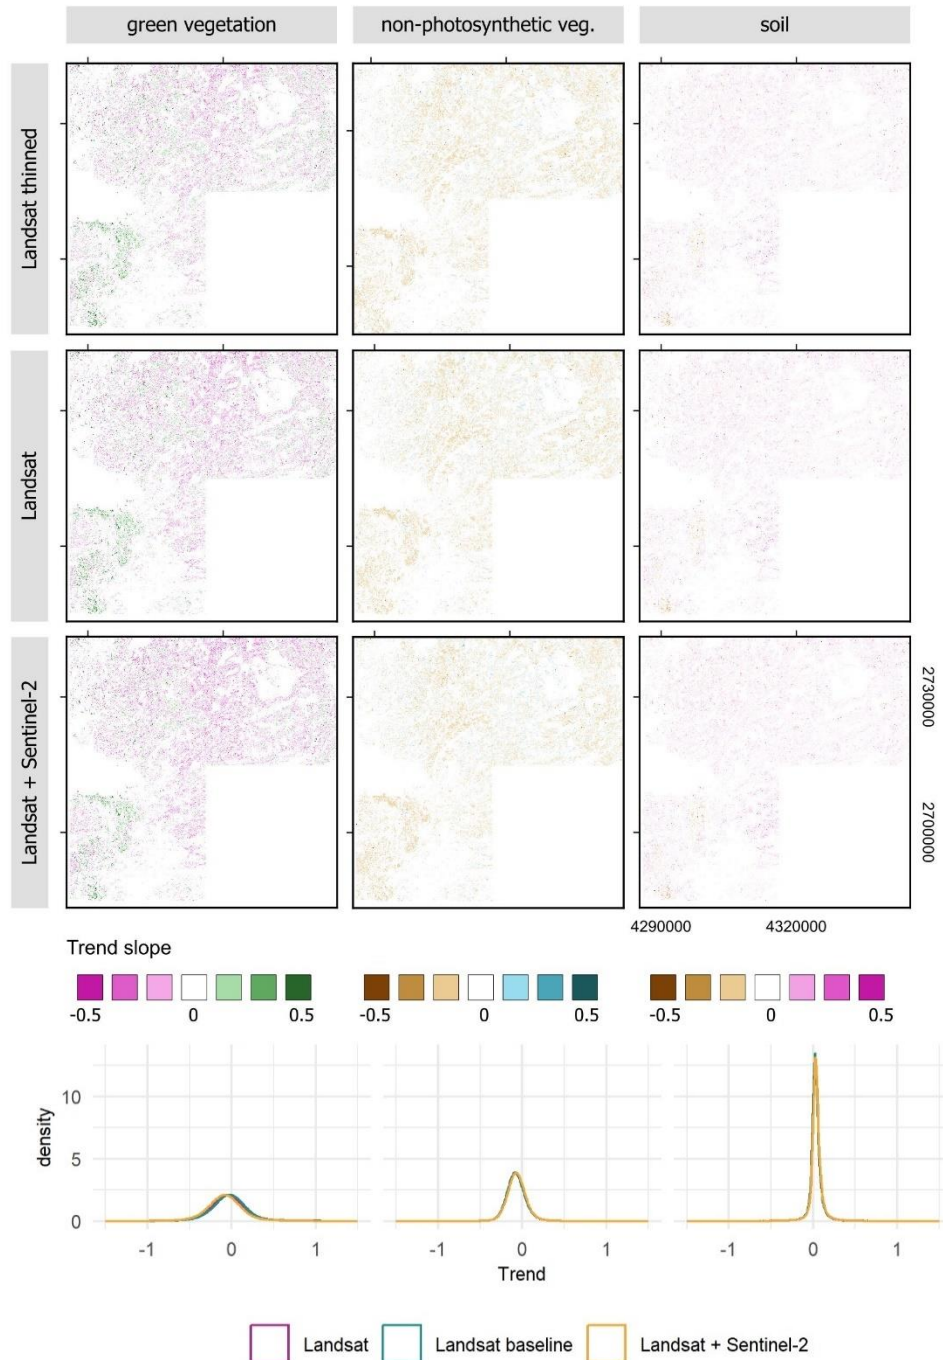 green vegetation
non-photosynthetic veg.
soil
Landsat thinned
Landsat
Landsat + Sentinel-2
2730000
2700000
4290000
4320000
Trend slope
-0.5
0
0.5
-0.5
0
0.5
-0.5
0
0.5
density
10
5
0
-1
0
1
-1
0
1
-1
0
1
Trend
Landsat
Landsat baseline
Landsat + Sentinel-2